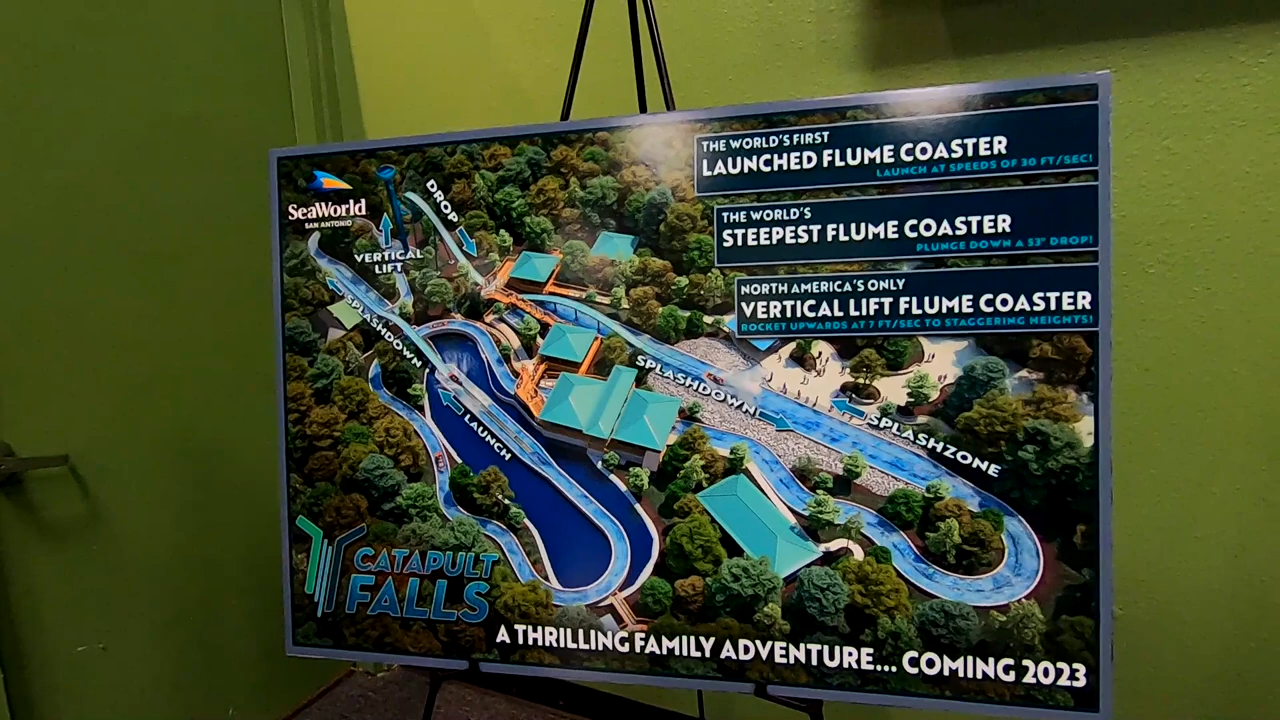 THE WORLD'S FIRST
LAUNCHED FLUME COASTER
LAUNCH AT SPEEDS OF 30 FT/SEC!
SeaWorld
SAN ANTONIO
DROP
VERTICAL
LIFT
THE WORLD'S
STEEPEST FLUME COASTER
PLUNGE DOWN A 53° DROP!
NORTH AMERICA'S ONLY
VERTICAL LIFT FLUME COASTER
ROCKET UPWARDS AT 7 FT/SEC TO STAGGERING HEIGHTS!
SPLASHDOWN
SPLASHDOWN
LAUNCH
SPLASHZONE
CATAPULT
FALLS
A THRILLING FAMILY ADVENTURE... COMING 2023